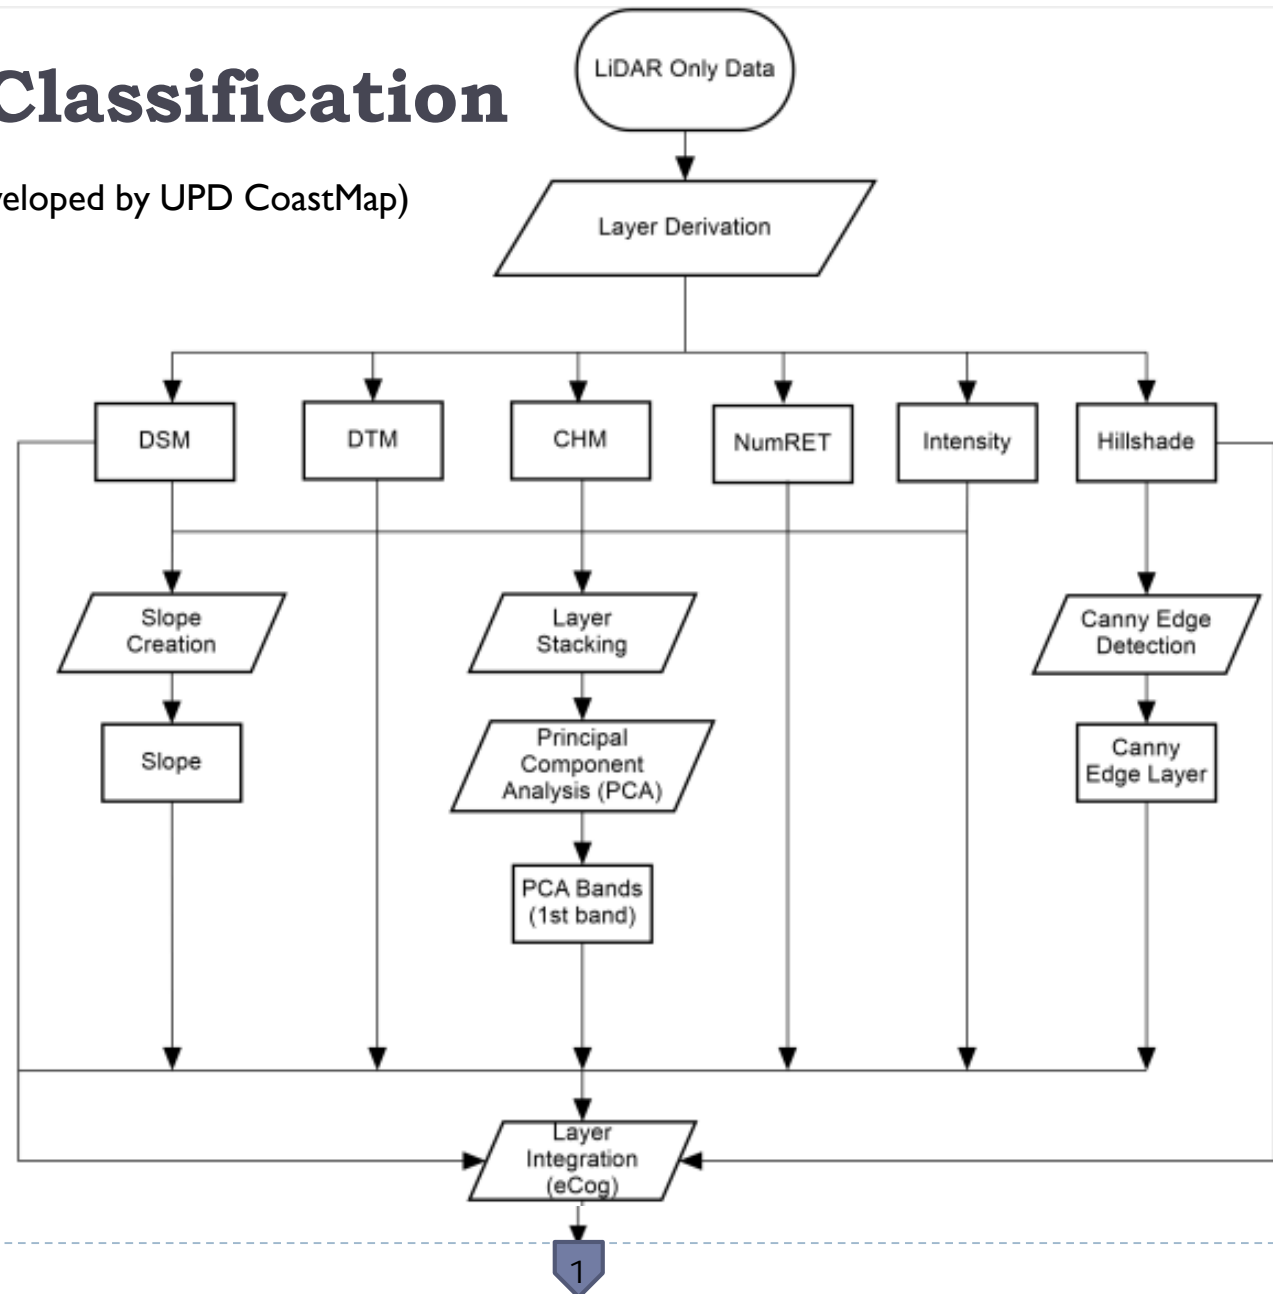 LiDAR Only Data
Classification
veloped by UPD CoastMap)
Layer Derivation
DSM
DTM
CHM
NumRET
Intensity
Hillshade
Slope
Creation
Layer
Stacking
Canny Edge
Detection
Slope
Principal
Component
Analysis (PCA)
Canny
Edge Layer
PCA Bands
(1st band)
Layer
Integration
(eCog)
1